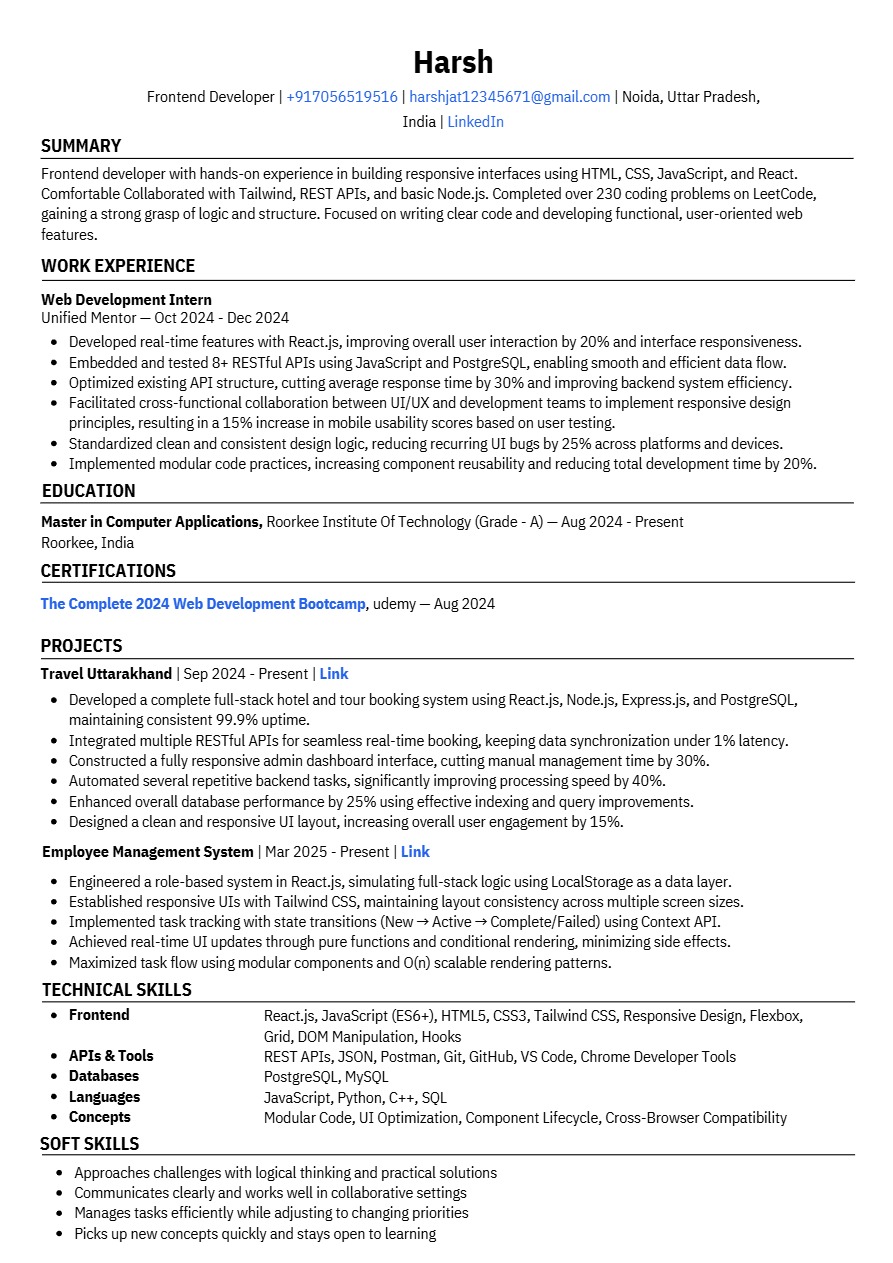 Harsh
Frontend Developer | +917056519516 | harshjat12345671@gmail.com | Noida, Uttar Pradesh,
India | LinkedIn
SUMMARY
Frontend developer with hands-on experience in building responsive interfaces using HTML, CSS, JavaScript, and React.
Comfortable Collaborated with Tailwind, REST APIs, and basic Node.js. Completed over 230 coding problems on LeetCode,
gaining a strong grasp of logic and structure. Focused on writing clear code and developing functional, user-oriented web
features.
WORK EXPERIENCE
Web Development Intern
Unified Mentor — Oct 2024 - Dec 2024
• Developed real-time features with React.js, improving overall user interaction by 20% and interface responsiveness.
• Embedded and tested 8+ RESTful APIs using JavaScript and PostgreSQL, enabling smooth and efficient data flow.
• Optimized existing API structure, cutting average response time by 30% and improving backend system efficiency.
• Facilitated cross-functional collaboration between UI/UX and development teams to implement responsive design
principles, resulting in a 15% increase in mobile usability scores based on user testing.
• Standardized clean and consistent design logic, reducing recurring UI bugs by 25% across platforms and devices.
• Implemented modular code practices, increasing component reusability and reducing total development time by 20%.
EDUCATION
Master in Computer Applications, Roorkee Institute Of Technology (Grade - A) — Aug 2024 - Present
Roorkee, India
CERTIFICATIONS
The Complete 2024 Web Development Bootcamp, udemy — Aug 2024
PROJECTS
Travel Uttarakhand | Sep 2024 - Present | Link
• Developed a complete full-stack hotel and tour booking system using React.js, Node.js, Express.js, and PostgreSQL,
maintaining consistent 99.9% uptime.
• Integrated multiple RESTful APIs for seamless real-time booking, keeping data synchronization under 1% latency.
• Constructed a fully responsive admin dashboard interface, cutting manual management time by 30%.
• Automated several repetitive backend tasks, significantly improving processing speed by 40%.
• Enhanced overall database performance by 25% using effective indexing and query improvements.
• Designed a clean and responsive UI layout, increasing overall user engagement by 15%.
Employee Management System | Mar 2025 - Present | Link
• Engineered a role-based system in React.js, simulating full-stack logic using LocalStorage as a data layer.
• Established responsive UIs with Tailwind CSS, maintaining layout consistency across multiple screen sizes.
• Implemented task tracking with state transitions (New → Active → Complete/Failed) using Context API.
• Achieved real-time UI updates through pure functions and conditional rendering, minimizing side effects.
• Maximized task flow using modular components and O(n) scalable rendering patterns.
TECHNICAL SKILLS
• Frontend React.js, JavaScript (ES6+), HTML5, CSS3, Tailwind CSS, Responsive Design, Flexbox,
Grid, DOM Manipulation, Hooks
• APIs & Tools REST APIs, JSON, Postman, Git, GitHub, VS Code, Chrome Developer Tools
• Databases PostgreSQL, MySQL
• Languages JavaScript, Python, C++, SQL
• Concepts Modular Code, UI Optimization, Component Lifecycle, Cross-Browser Compatibility
SOFT SKILLS
• Approaches challenges with logical thinking and practical solutions
• Communicates clearly and works well in collaborative settings
• Manages tasks efficiently while adjusting to changing priorities
• Picks up new concepts quickly and stays open to learning